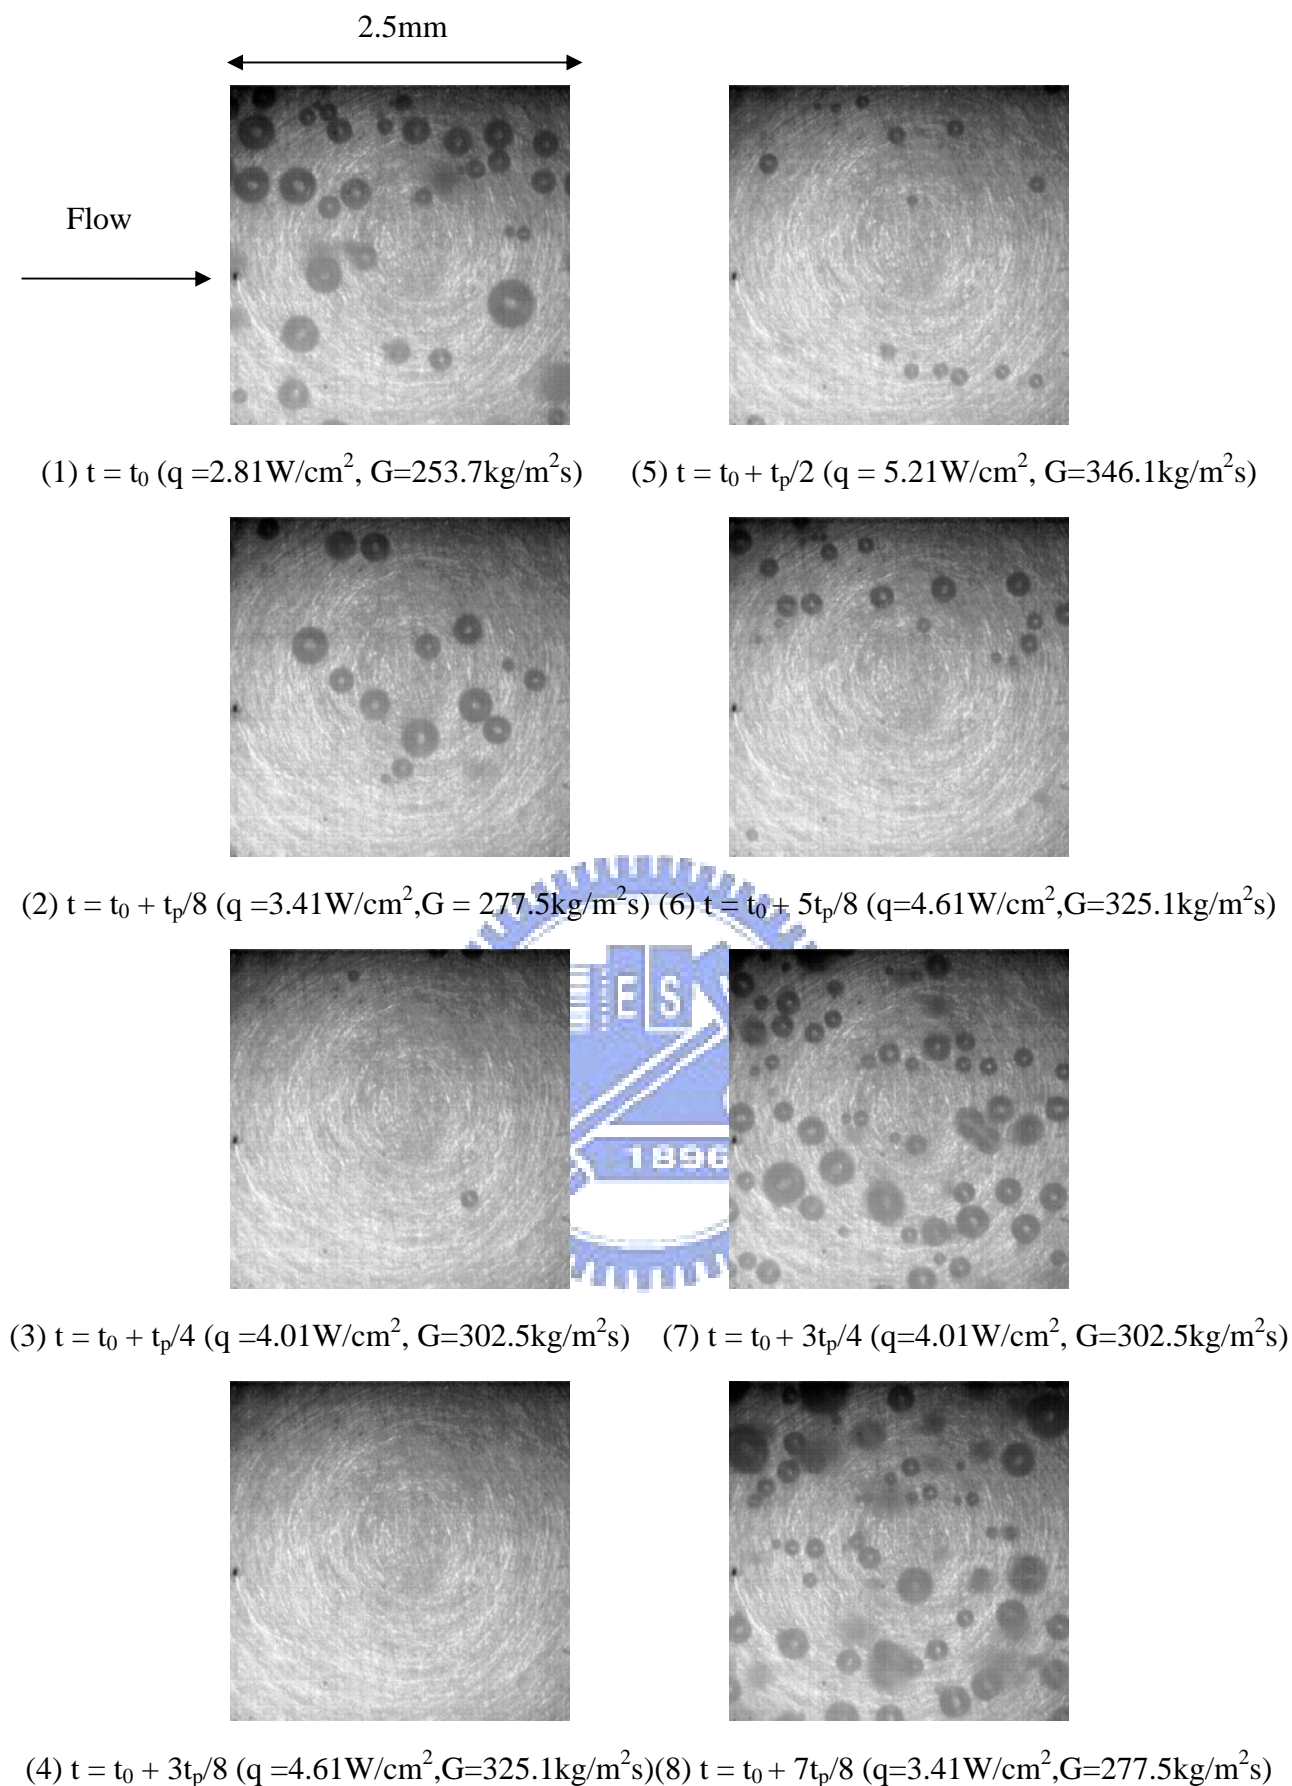 2.5mm
Flow
(1) t = t0 (q =2.81W/cm2, G=253.7kg/m2s)
(5) t = t0 + tp/2 (q = 5.21W/cm2, G=346.1kg/m2s)
(2) t = t0 + tp/8 (q =3.41W/cm2,G = 277.5kg/m2s)
(6) t = t0 + 5tp/8 (q=4.61W/cm2,G=325.1kg/m2s)
E S
1896
(3) t = t0 + tp/4 (q =4.01W/cm2, G=302.5kg/m2s)
(7) t = t0 + 3tp/4 (q=4.01W/cm2, G=302.5kg/m2s)
(4) t = t0 + 3tp/8 (q =4.61W/cm2,G=325.1kg/m2s)
(8) t = t0 + 7tp/8 (q=3.41W/cm2,G=277.5kg/m2s)